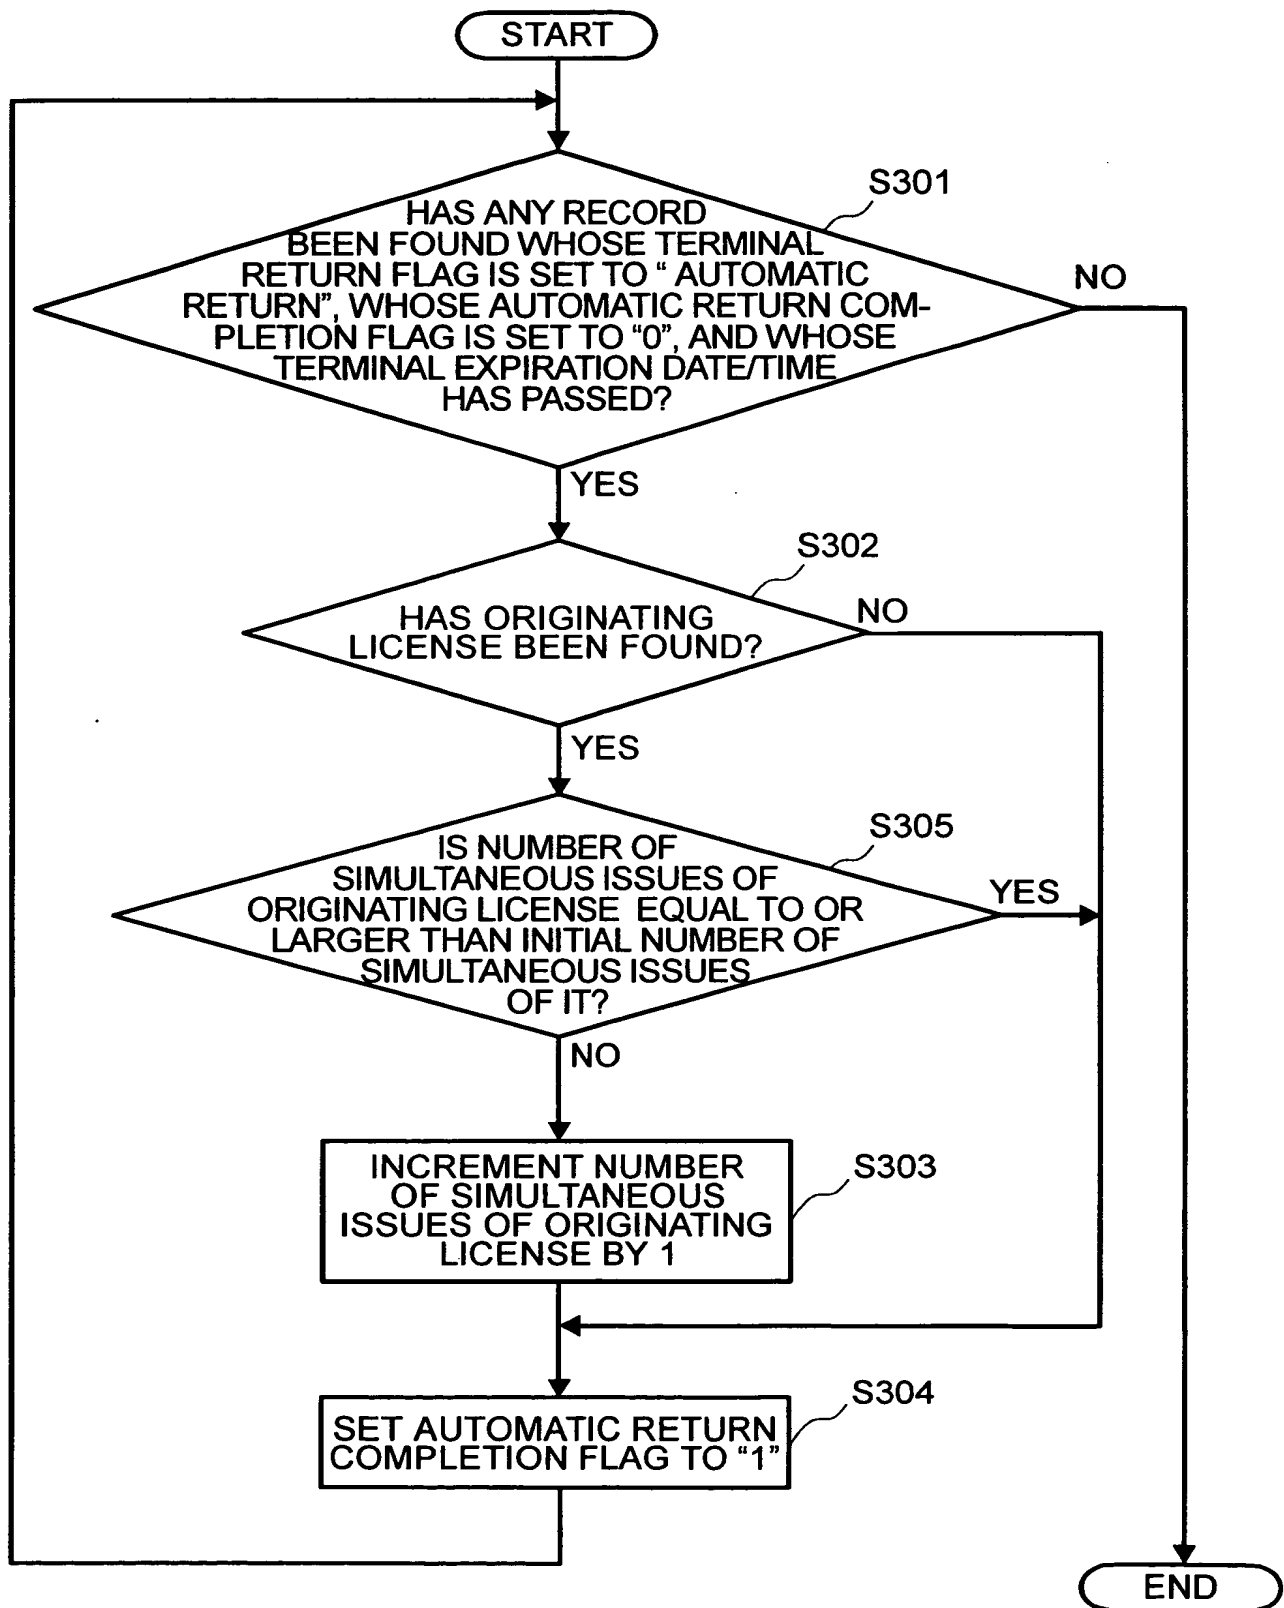 START
S301
HAS ANY RECORD
BEEN FOUND WHOSE TERMINAL
RETURN FLAG IS SET TO “ AUTOMATIC
RETURN”, WHOSE AUTOMATIC RETURN COM-
PLETION FLAG IS SET TO “0”, AND WHOSE
TERMINAL EXPIRATION DATE/TIME
HAS PASSED?
NO
YES
S302
HAS ORIGINATING
LICENSE BEEN FOUND?
NO
YES
S305
IS NUMBER OF
SIMULTANEOUS ISSUES OF
ORIGINATING LICENSE EQUAL TO OR
LARGER THAN INITIAL NUMBER OF
SIMULTANEOUS ISSUES
OF IT?
YES
NO
S303
INCREMENT NUMBER
OF SIMULTANEOUS
ISSUES OF ORIGINATING
LICENSE BY 1
S304
SET AUTOMATIC RETURN
COMPLETION FLAG TO “1”
END